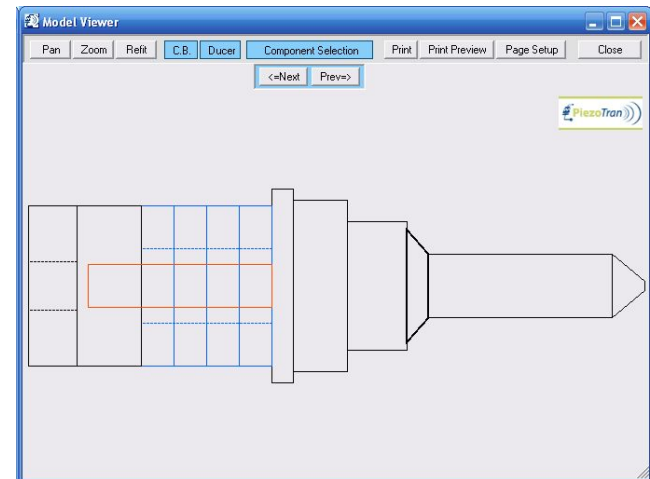 Model Viewer
Pan Zoom Refit C.B. Ducer Component Selection Print Print Preview Page Setup Close
<=Next Prev=>
PiezoTran